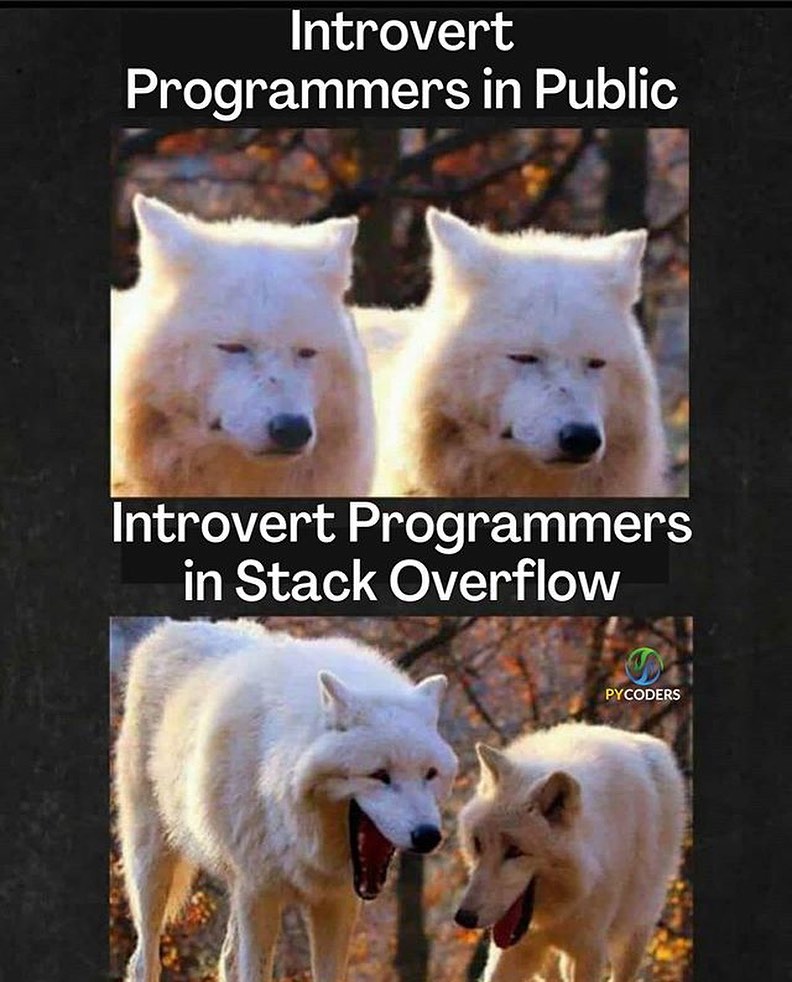 Introvert
Programmers in Public
Introvert Programmers
in Stack Overflow
PYCODERS